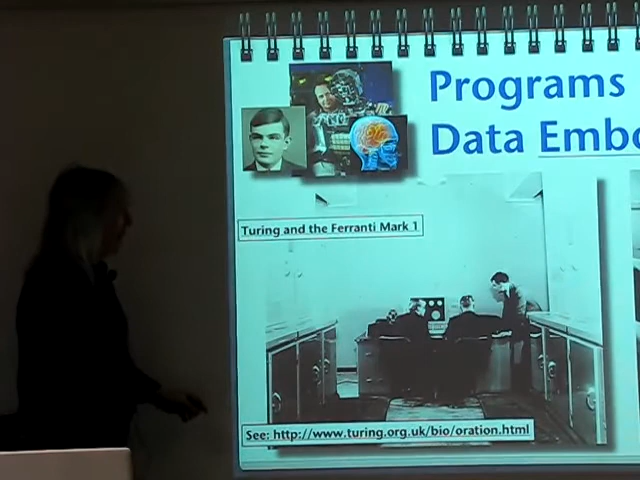 Programs
Data Embo
Turing and the Ferranti Mark 1
See: http://www.turing.org.uk/bio/oration.html